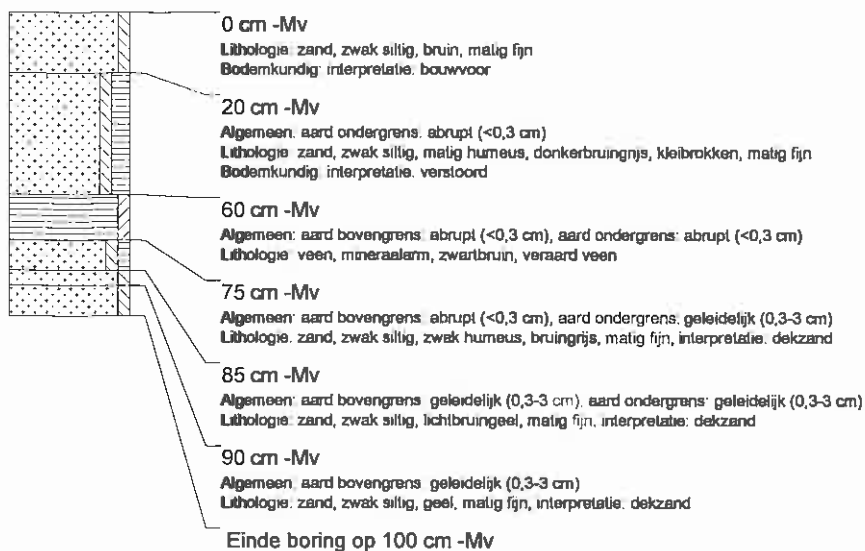 0 cm -Mv
Lithologie: zand, zwak siltig, bruin, matig fijn
Bodemkundig: interpretatie: bouwvoor
20 cm -Mv
Algemeen: aard ondergrens: abrupt (<0,3 cm)
Lithologie: zand, zwak siltig, matig humeus, donkerbruingrijs, kleibrokken, matig fijn
Bodemkundig: interpretatie: verstoord
60 cm -Mv
Algemeen: aard bovengrens: abrupt (<0,3 cm), aard ondergrens: abrupt (<0,3 cm)
Lithologie: veen, mineraalarm, zwartbruin, veraard veen
75 cm -Mv
Algemeen: aard bovengrens: abrupt (<0,3 cm), aard ondergrens: geleidelijk (0,3-3 cm)
Lithologie: zand, zwak siltig, zwak humeus, bruingrijs, matig fijn, interpretatie: dekzand
85 cm -Mv
Algemeen: aard bovengrens: geleidelijk (0,3-3 cm), aard ondergrens: geleidelijk (0,3-3 cm)
Lithologie: zand, zwak siltig, lichtbruingeel, matig fijn, interpretatie: dekzand
90 cm -Mv
Algemeen: aard bovengrens: geleidelijk (0,3-3 cm)
Lithologie: zand, zwak siltig, geel, matig fijn, interpretatie: dekzand
Einde boring op 100 cm -Mv